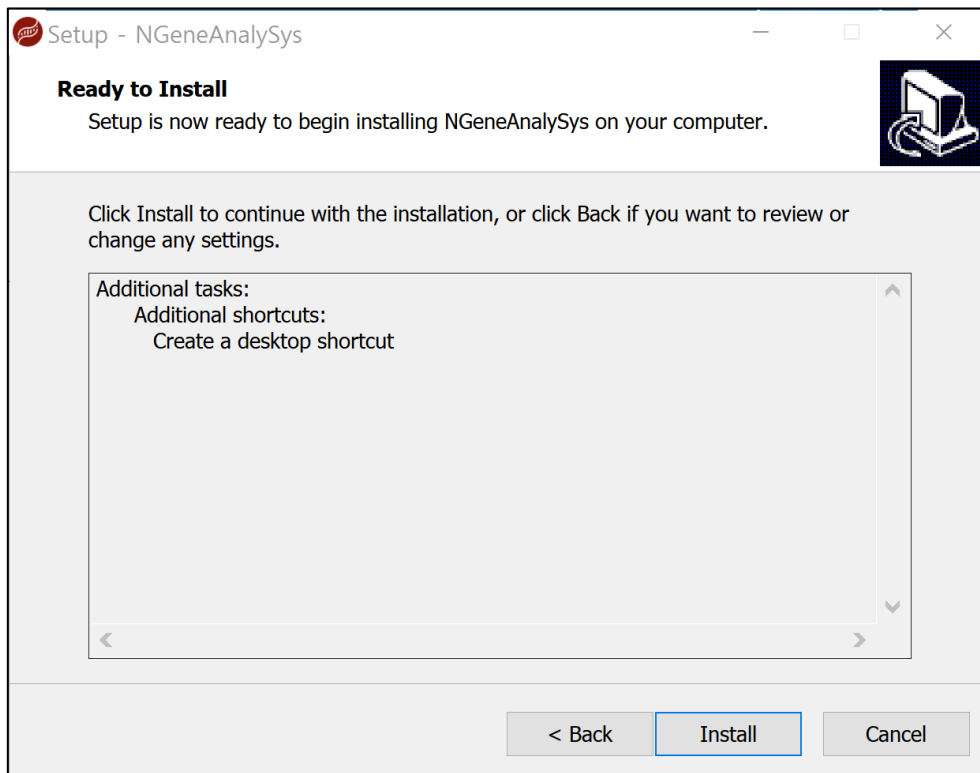 Setup - NGeneAnalySys
Ready to Install
Setup is now ready to begin installing NGeneAnalySys on your computer.
Click Install to continue with the installation, or click Back if you want to review or
change any settings.
Additional tasks:
Additional shortcuts:
Create a desktop shortcut
< Back
Install
Cancel